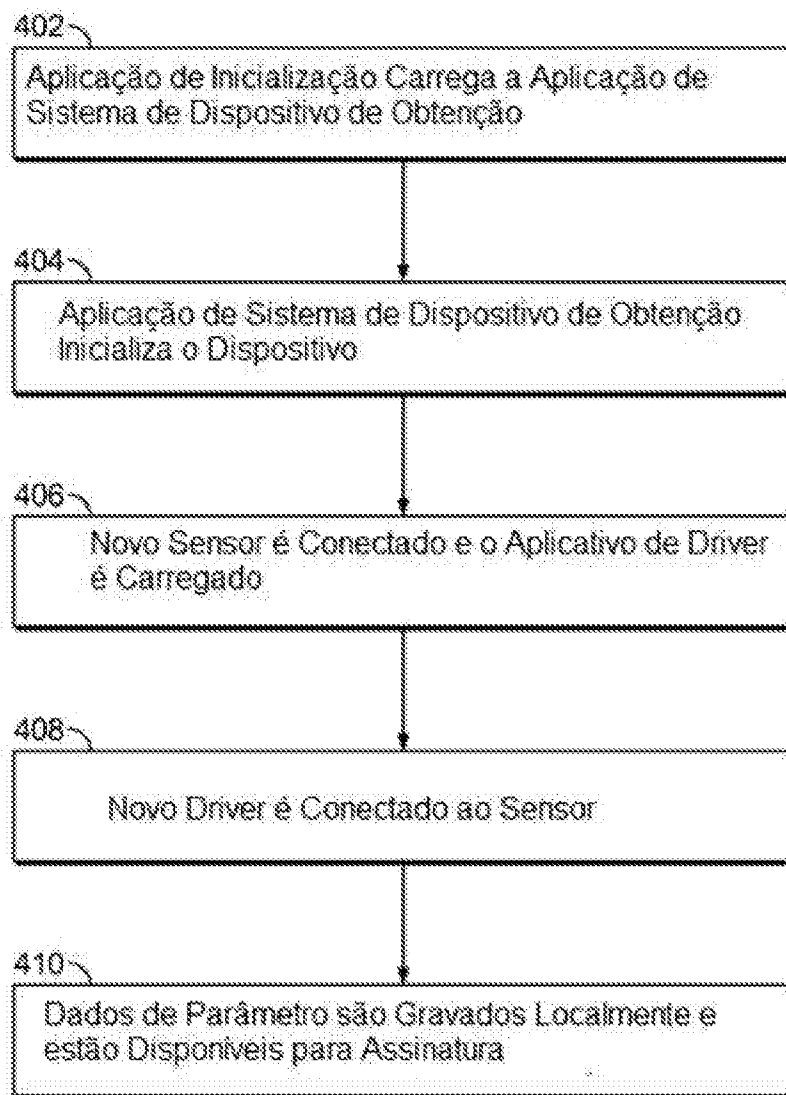 402
Aplicação de Inicialização Carrega a Aplicação de
Sistema de Dispositivo de Obtenção
404
Aplicação de Sistema de Dispositivo de Obtenção
Inicializa o Dispositivo
406
Novo Sensor é Conectado e o Aplicativo de Driver
é Carregado
408
Novo Driver é Conectado ao Sensor
410
Dados de Parâmetro são Gravados Localmente e
estão Disponíveis para Assinatura